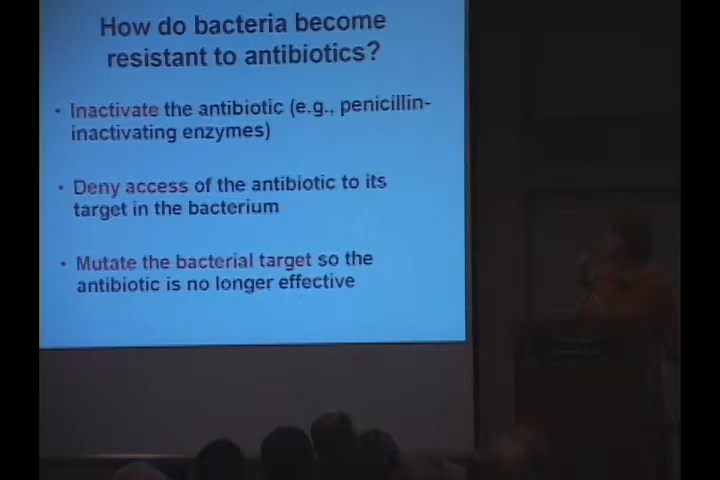 How do bacteria become
resistant to antibiotics?
• Inactivate the antibiotic (e.g., penicillin-
inactivating enzymes)
• Deny access of the antibiotic to its
target in the bacterium
• Mutate the bacterial target so the
antibiotic is no longer effective